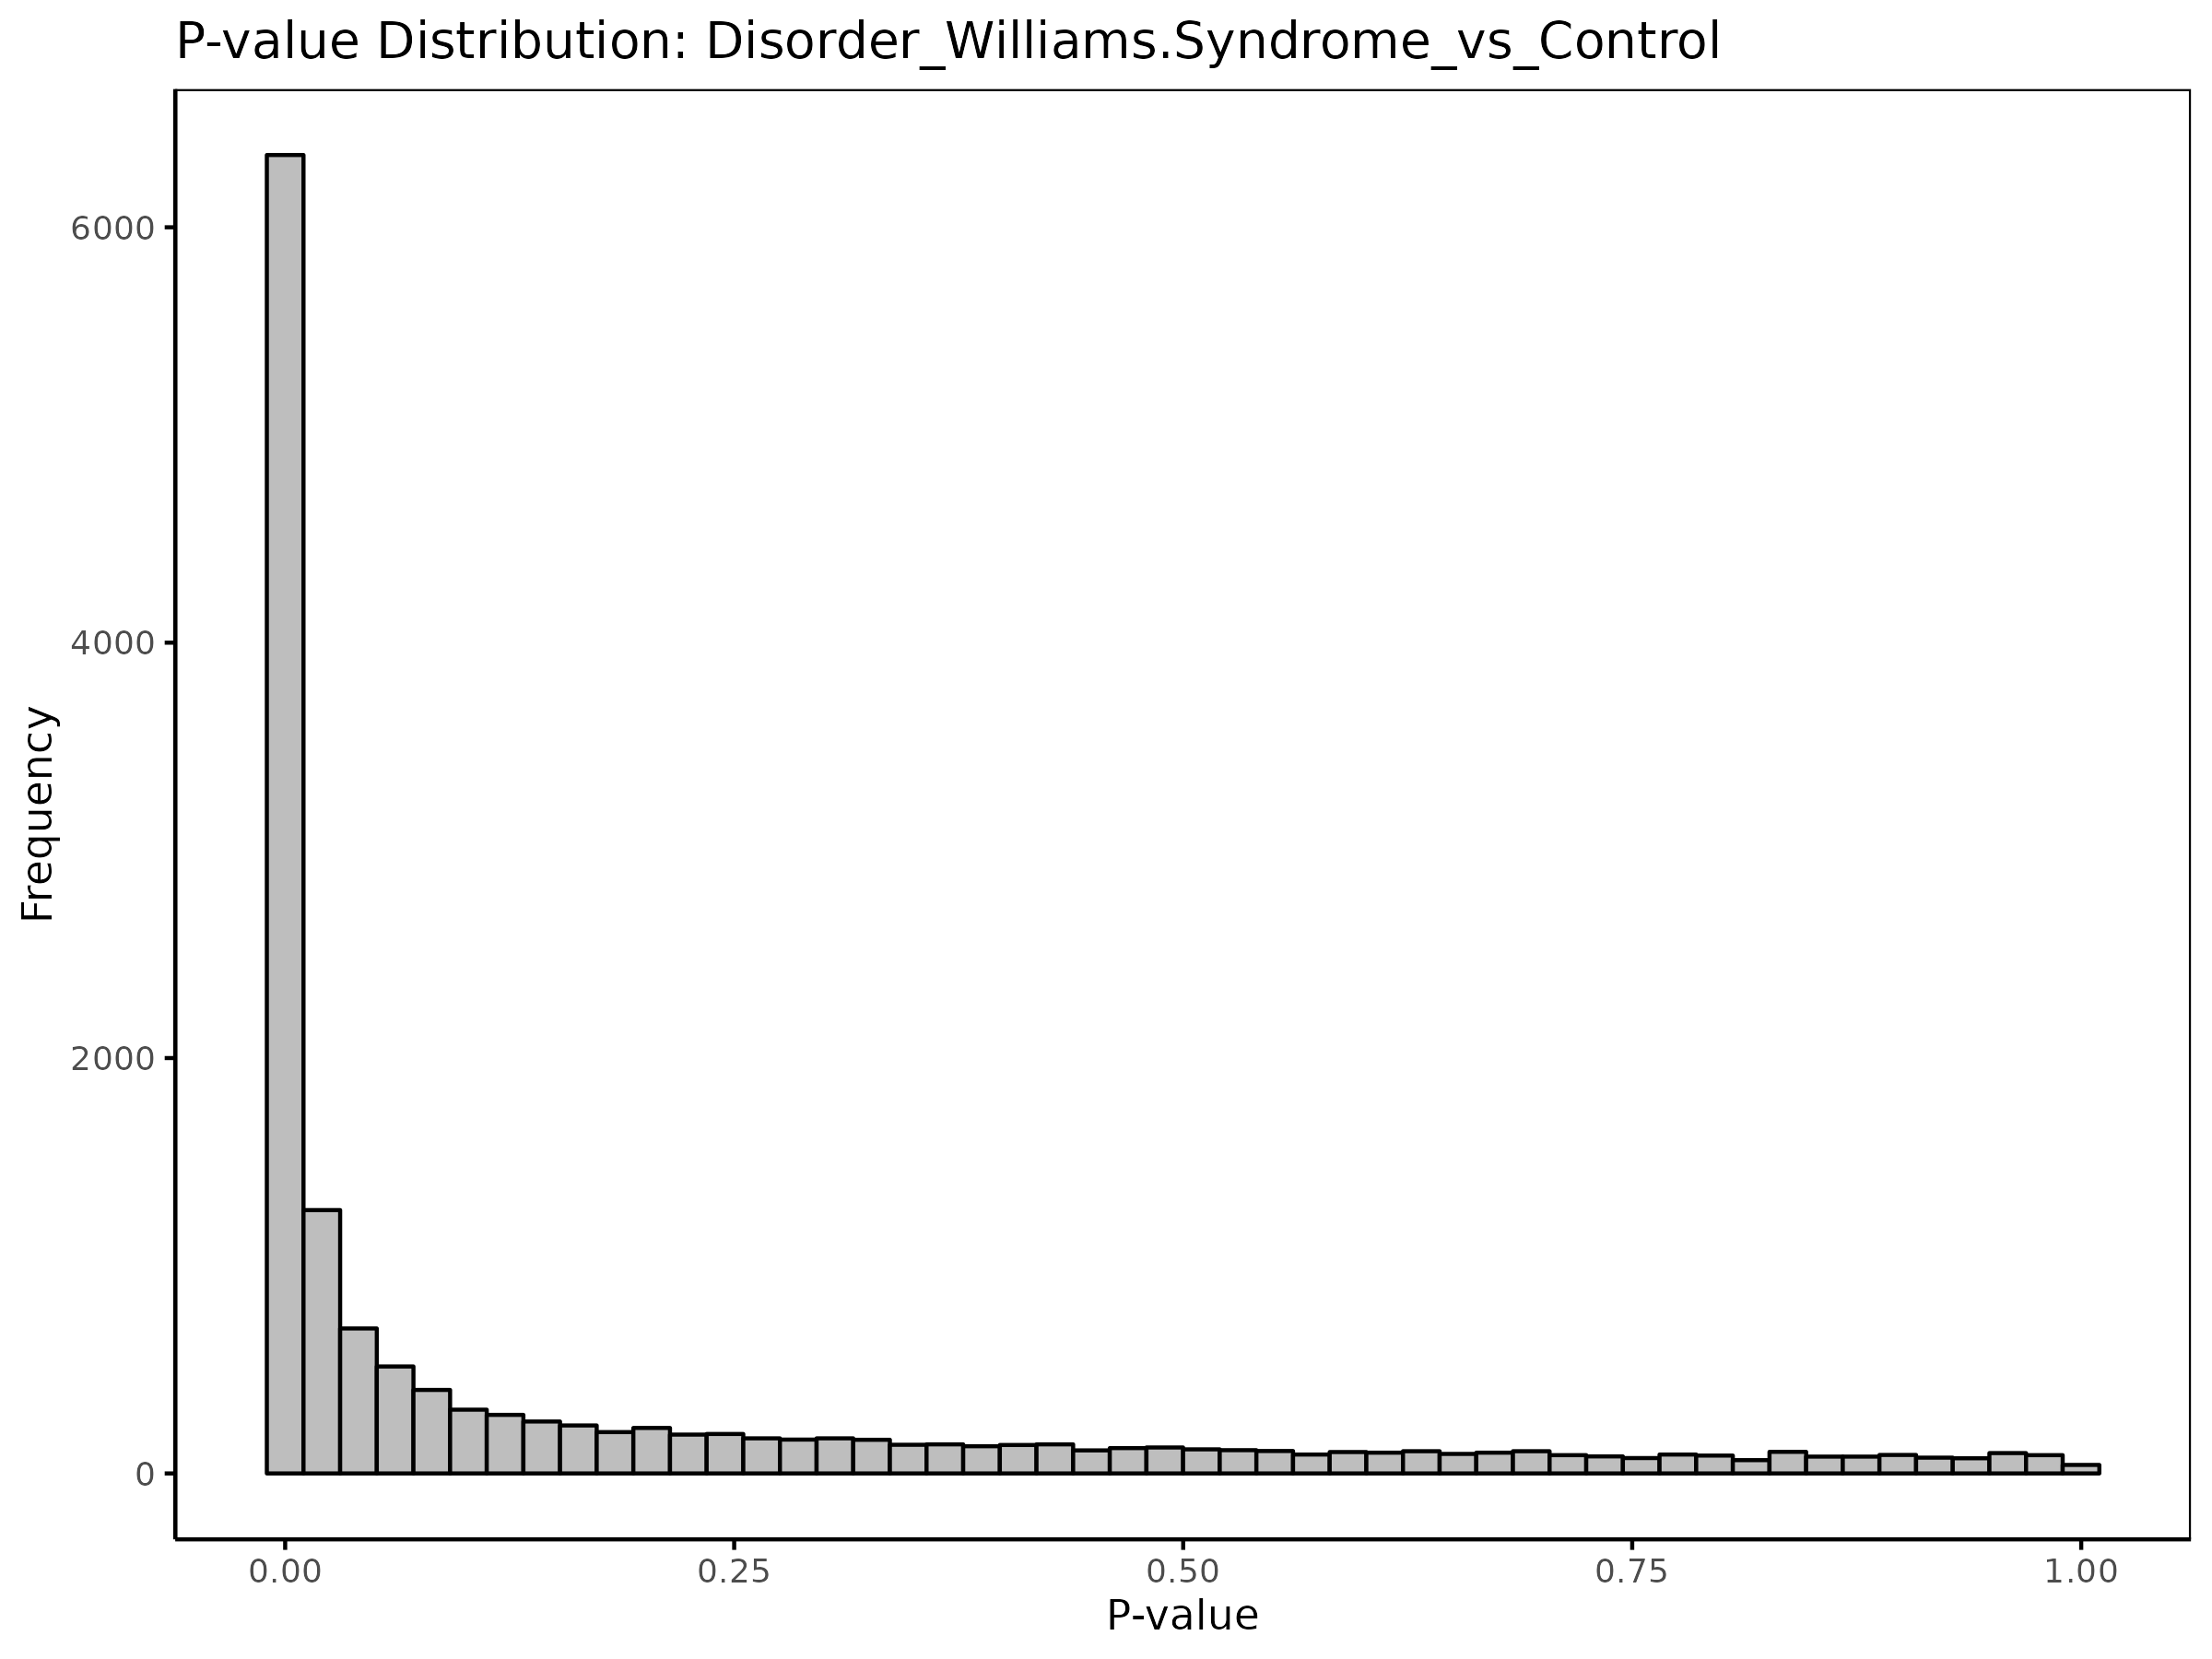 P-value Distribution: Disorder_Williams.Syndrome_vs_Control
Frequency
6000
4000
2000
0
0.00 0.25 0.50 0.75 1.00
P-value